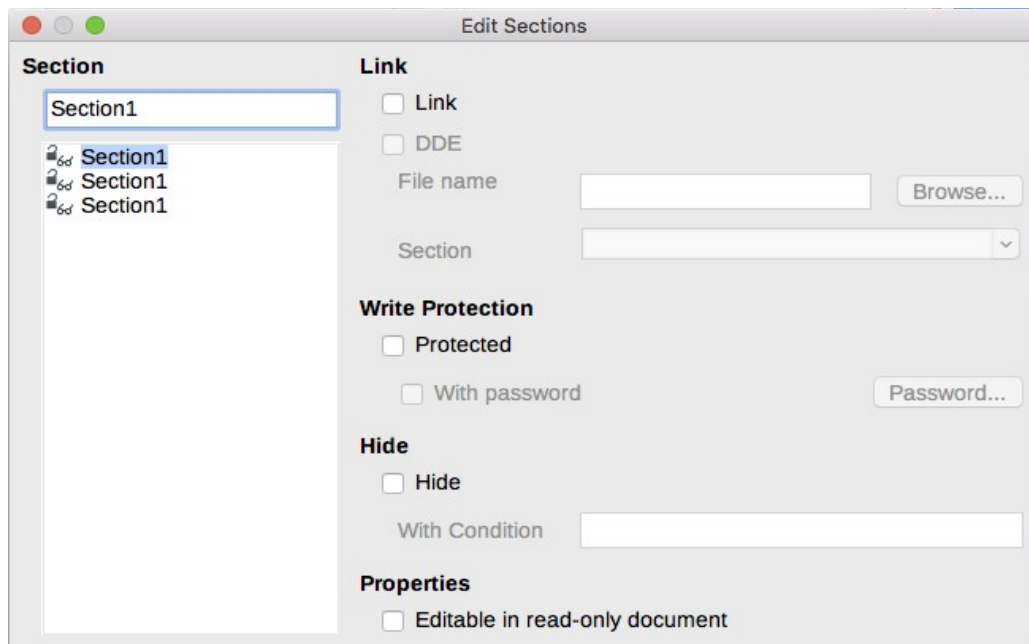 Edit Sections
Section
Section1
Section1
Section1
Section1
Link
Link
DDE
File name
Browse...
Section
Write Protection
Protected
With password
Password...
Hide
Hide
With Condition
Properties
Editable in read-only document